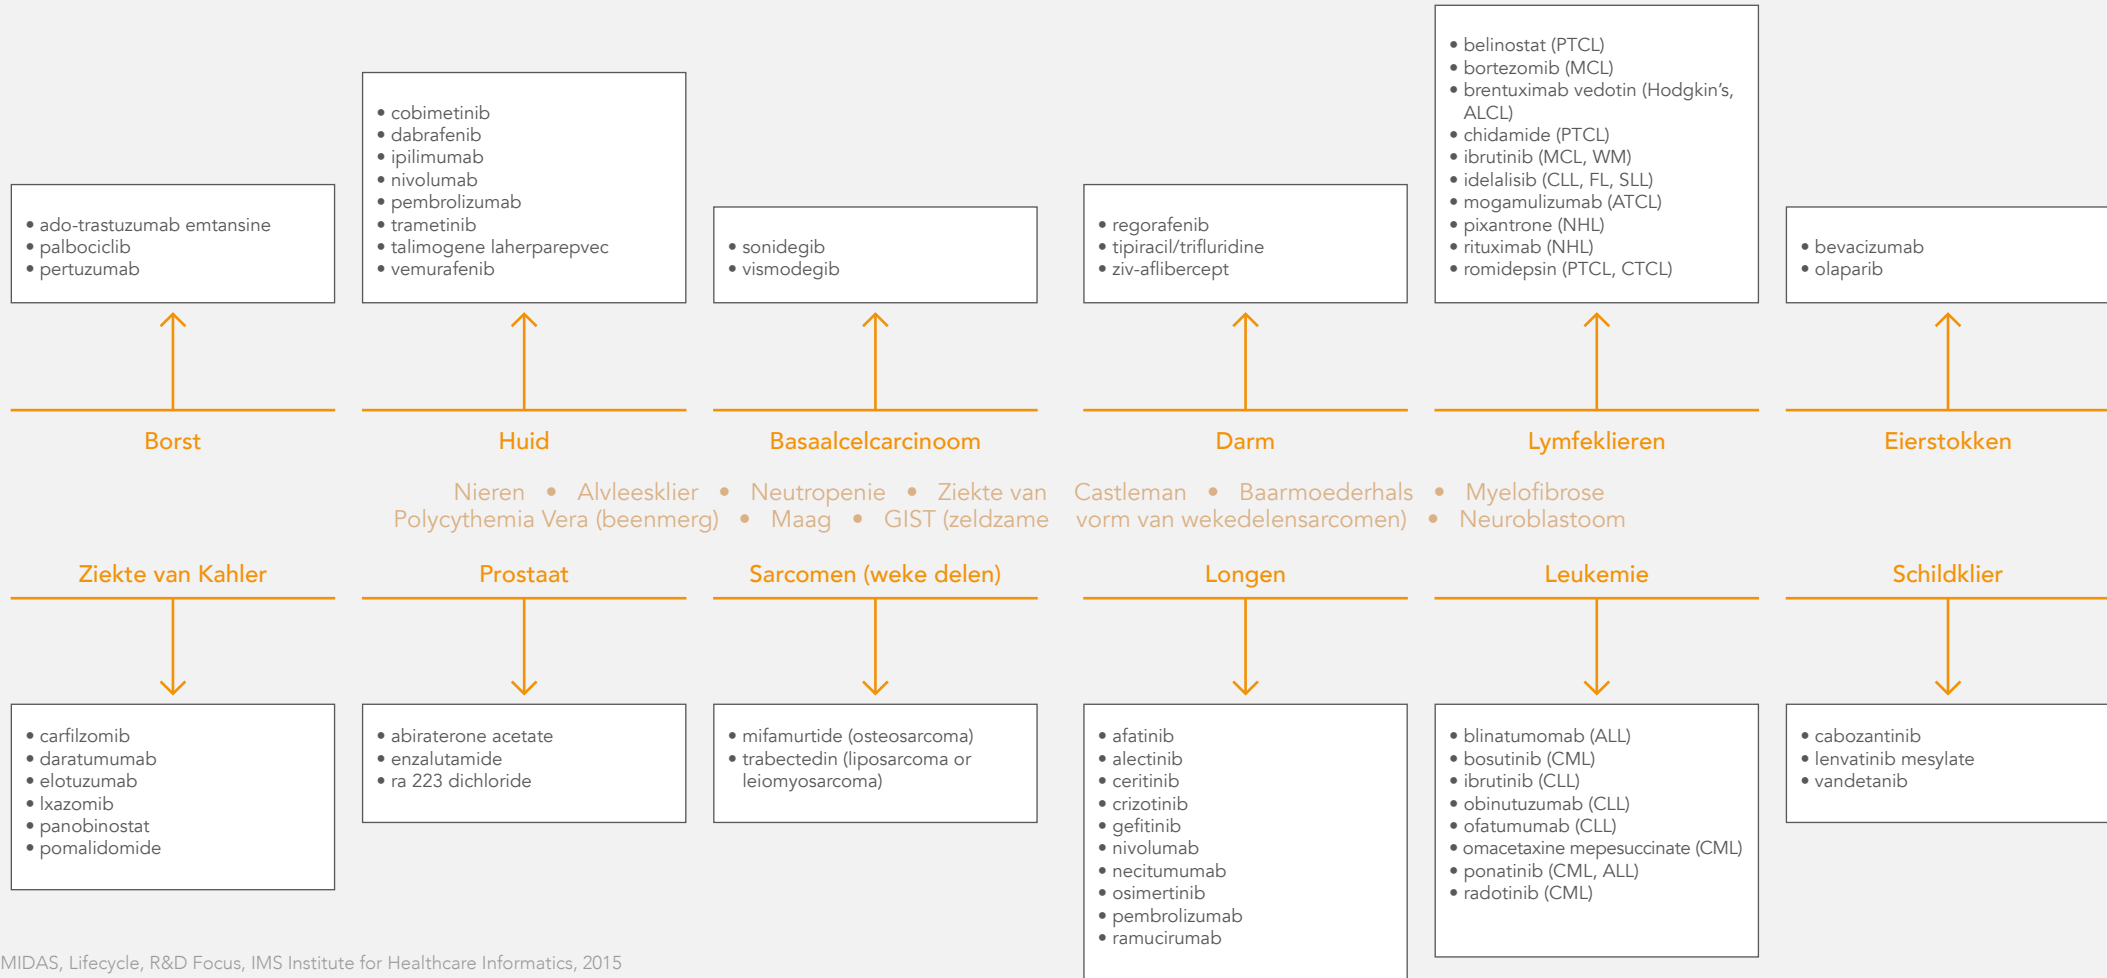 • ado-trastuzumab emtansine
• palbociclib
• pertuzumab
Borst
• cobimetinib
• dabrafenib
• ipilimumab
• nivolumab
• pembrolizumab
• trametinib
• talimogene laherparepvec
• vemurafenib
Huid
• sonidegib
• vismodegib
Basaalcelcarcinoom
• regorafenib
• tipiracil/trifluridine
• ziv-aflibercept
Darm
• belinostat (PTCL)
• bortezomib (MCL)
• brentuximab vedotin (Hodgkin’s,
ALCL)
• chidamide (PTCL)
• ibrutinib (MCL, WM)
• idelalisib (CLL, FL, SLL)
• mogamulizumab (ATCL)
• pixantrone (NHL)
• rituximab (NHL)
• romidepsin (PTCL, CTCL)
Lymfeklieren
• bevacizumab
• olaparib
Eierstokken
Nieren • Alvleesklier • Neutropenie • Ziekte van Castleman • Baarmoederhals • Myelofibrose
Polycythemia Vera (beenmerg) • Maag • GIST (zeldzame vorm van wekedelensarcomen) • Neuroblastoom
Ziekte van Kahler
• carfilzomib
• daratumumab
• elotuzumab
• Ixazomib
• panobinostat
• pomalidomide
Prostaat
• abiraterone acetate
• enzalutamide
• ra 223 dichloride
Sarcomen (weke delen)
• mifamurtide (osteosarcoma)
• trabectedin (liposarcoma or
leiomyosarcoma)
Longen
• afatinib
• alectinib
• ceritinib
• crizotinib
• gefitinib
• nivolumab
• necitumumab
• osimertinib
• pembrolizumab
• ramucirumab
Leukemie
• blinatumomab (ALL)
• bosutinib (CML)
• ibrutinib (CLL)
• obinutuzumab (CLL)
• ofatumumab (CLL)
• omacetaxine mepesuccinate (CML)
• ponatinib (CML, ALL)
• radotinib (CML)
Schildklier
• cabozantinib
• lenvatinib mesylate
• vandetanib
MIDAS, Lifecycle, R&D Focus, IMS Institute for Healthcare Informatics, 2015